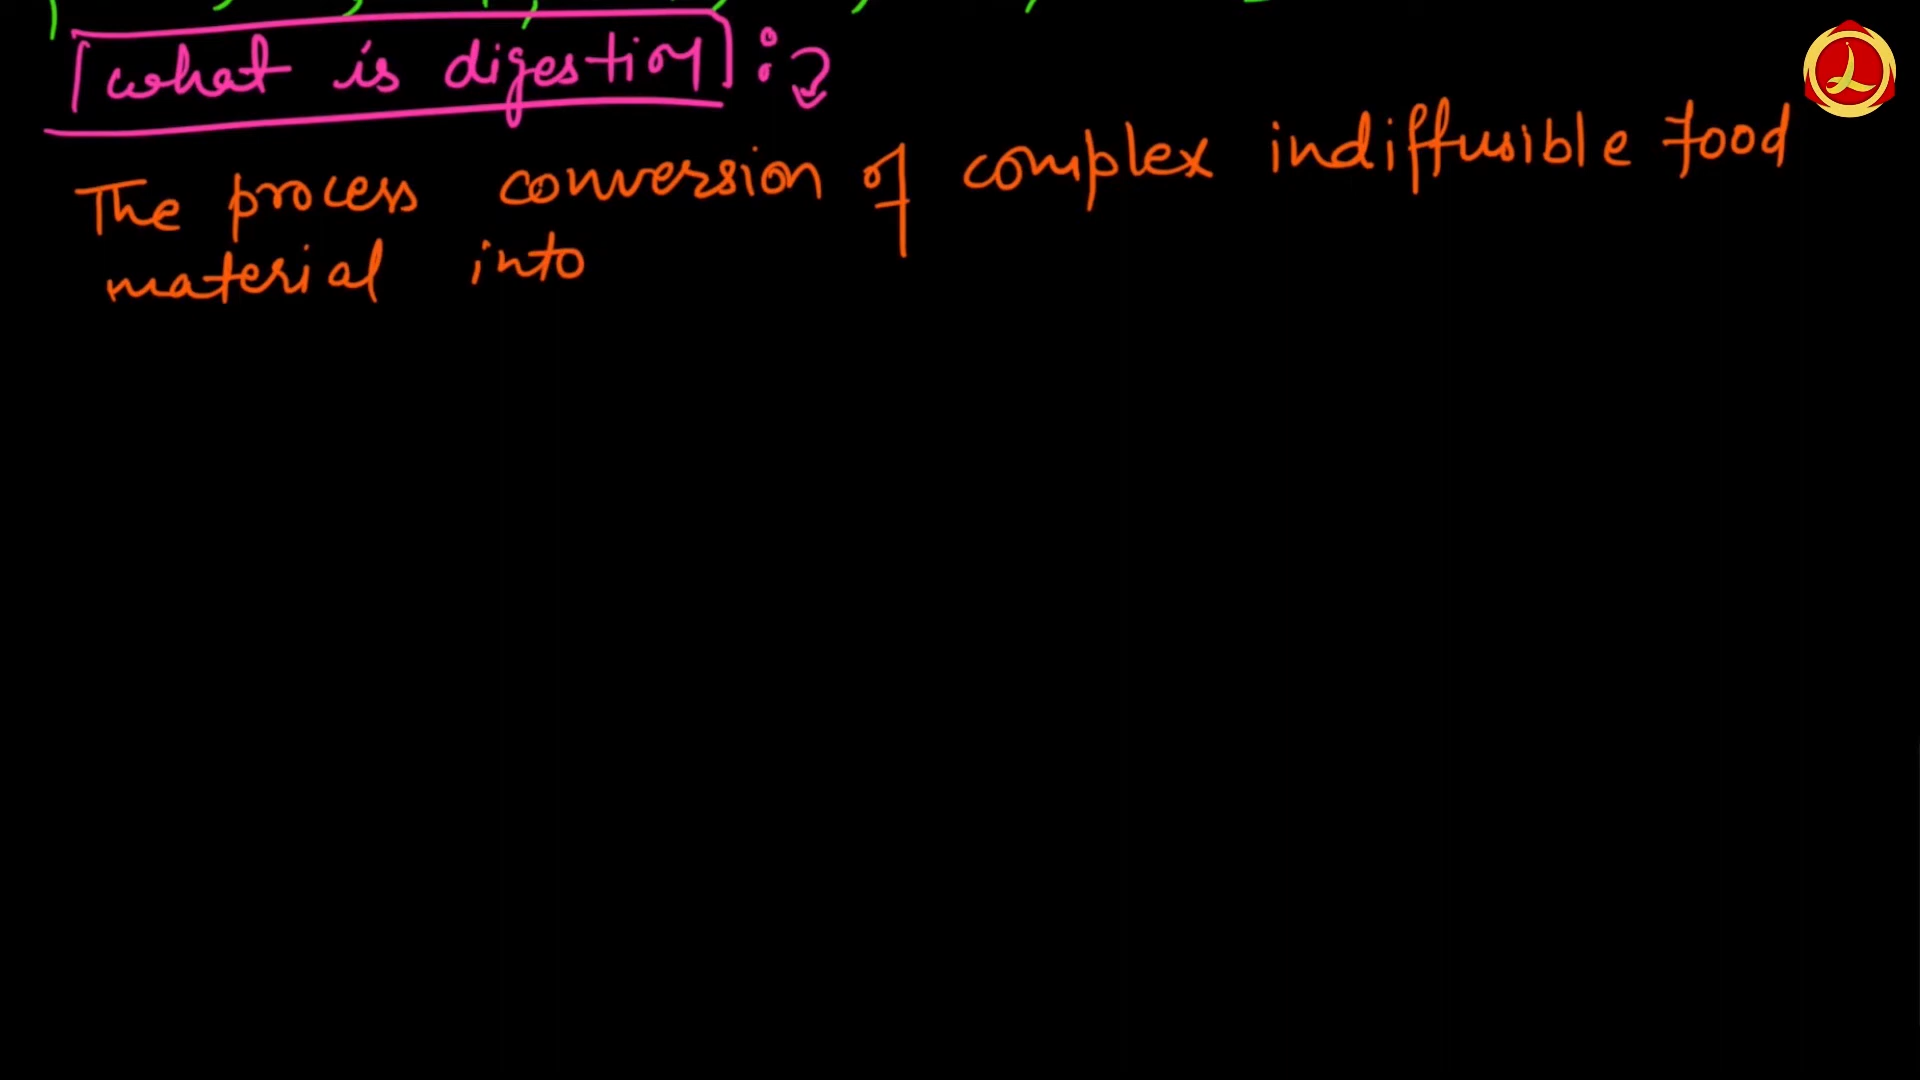 what is digestion :
The process conversion of complex indiffusible food
material into